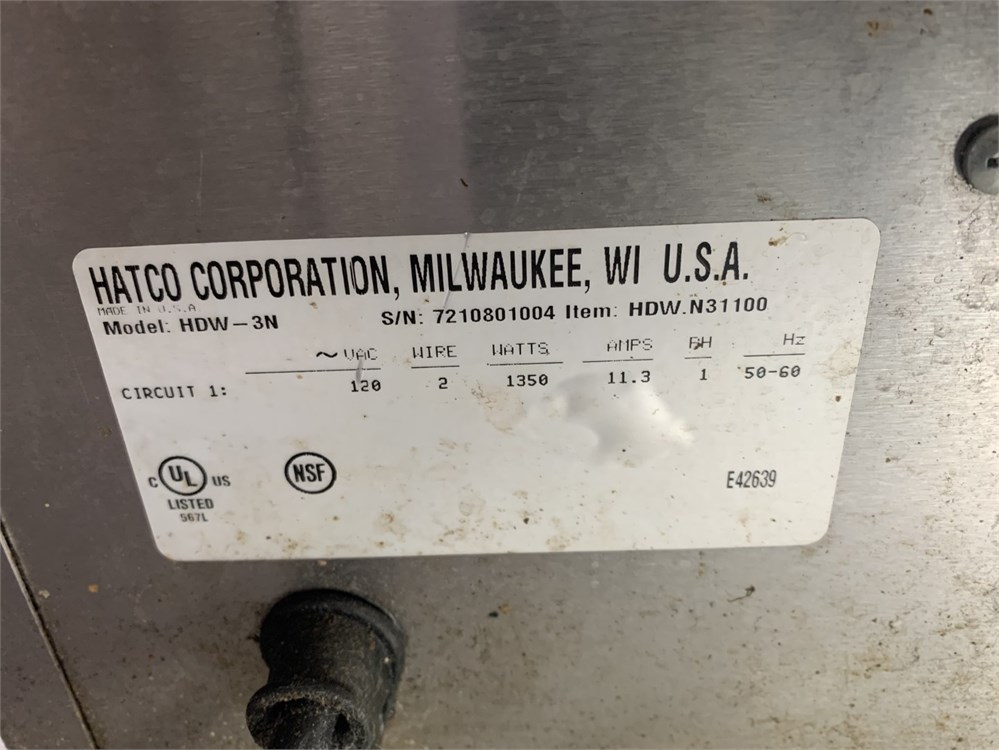 HATCO CORPORATION, MILWAUKEE, WI U.S.A.
MADE IN U.S.A.
Model: HDW-3N S/N: 7210801004 Item: HDW.N31100
~VAC WIRE WATTS AMPS PH Hz
CIRCUIT 1: 120 2 1350 11.3 1 50-60
C UL US NSF E42639
LISTED
567L